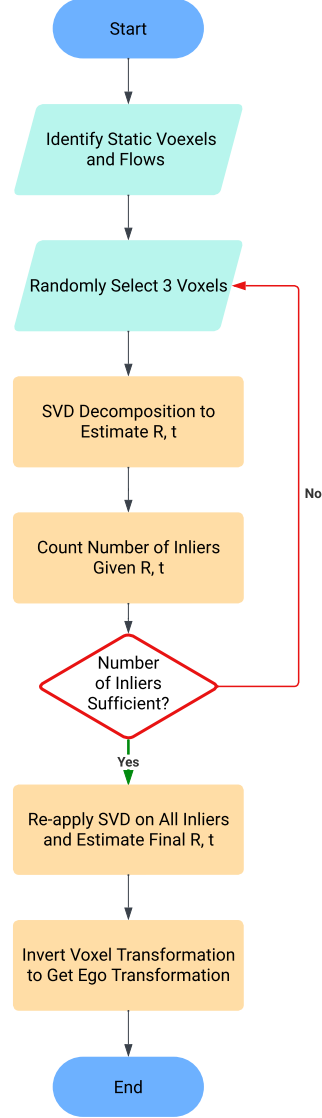 Start
Identify Static Voexels
and Flows
Randomly Select 3 Voxels
SVD Decomposition to
Estimate R, t
No
Count Number of Inliers
Given R, t
Number
of Inliers
Sufficient?
Yes
Re-apply SVD on All Inliers
and Estimate Final R, t
Invert Voxel Transformation
to Get Ego Transformation
End